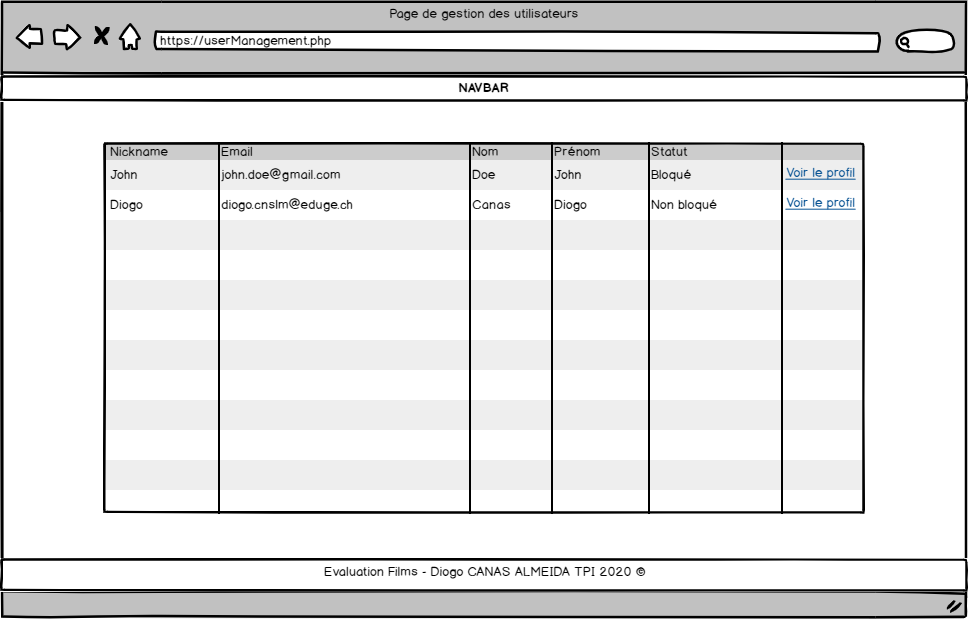 Page de gestion des utilisateurs
https://userManagement.php
NAVBAR
Nickname Email Nom Prénom Statut
John john.doe@gmail.com Doe John Bloqué Voir le profil
Diogo diogo.cnslm@eduge.ch Canas Diogo Non bloqué Voir le profil
Evaluation Films - Diogo CANAS ALMEIDA TPI 2020 ©